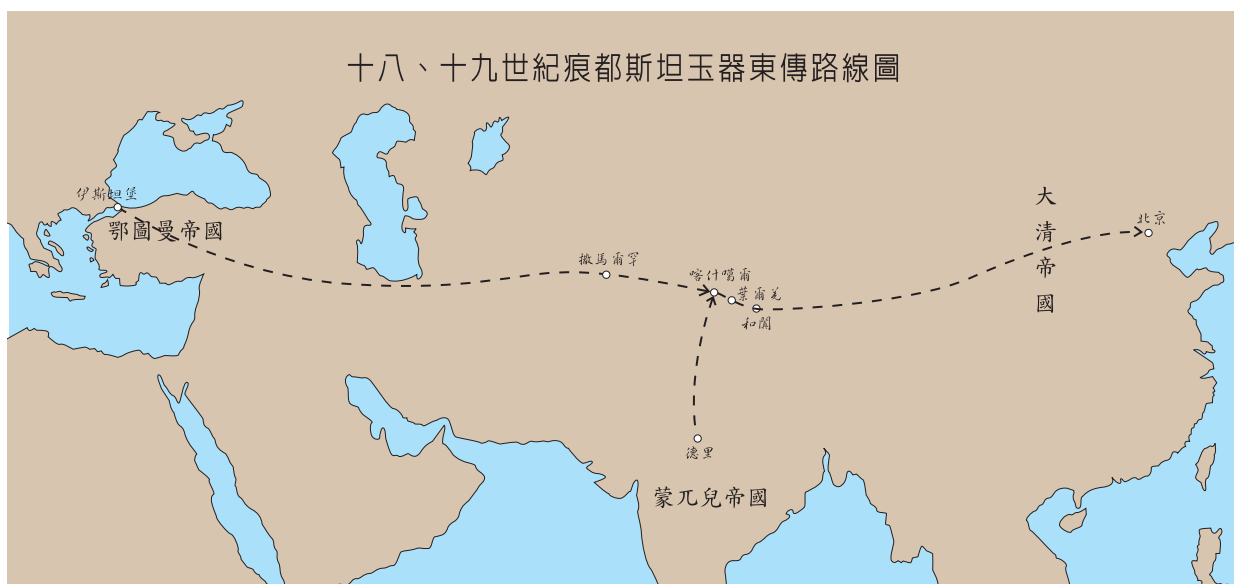 十八、十九世紀痕都斯坦玉器東傳路線圖
伊斯坦堡
鄂圖曼帝國
撒馬爾罕
喀什噶爾
葉爾羌
和闐
德里
蒙兀兒帝國
大清帝國
北京